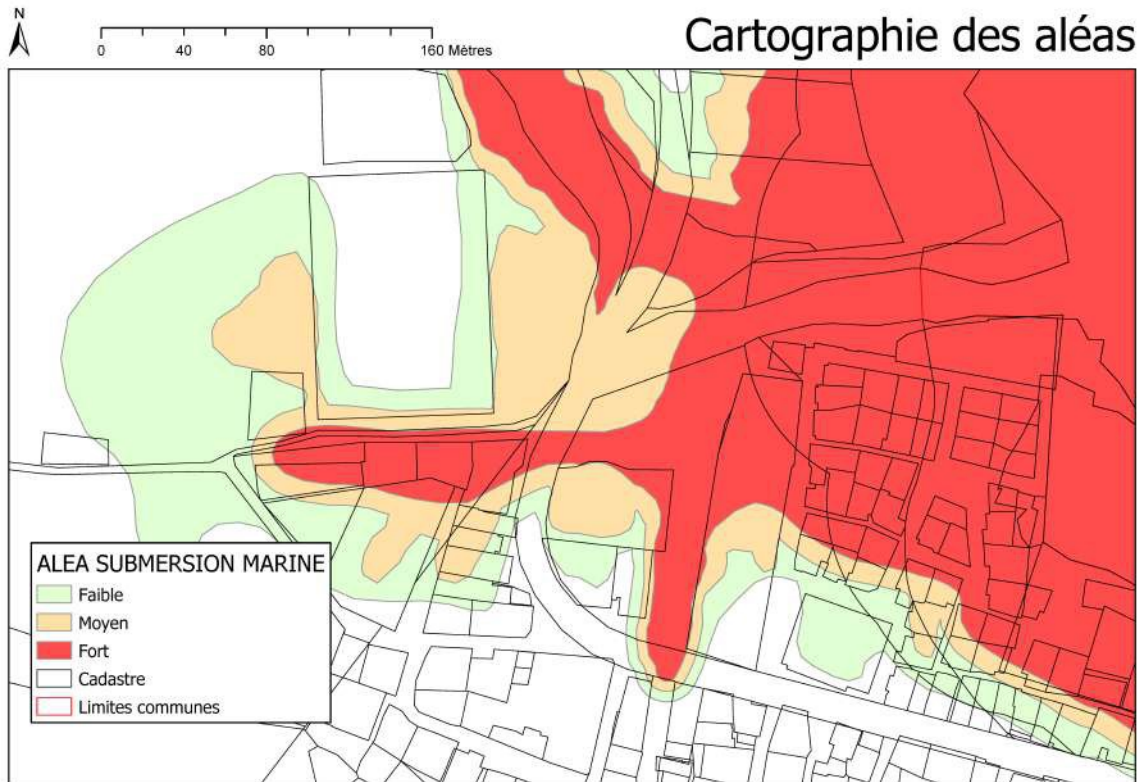 N
Cartographie des aléas
0 40 80 160 Mètres
ALEA SUBMERSION MARINE
Faible
Moyen
Fort
Cadastre
Limites communes